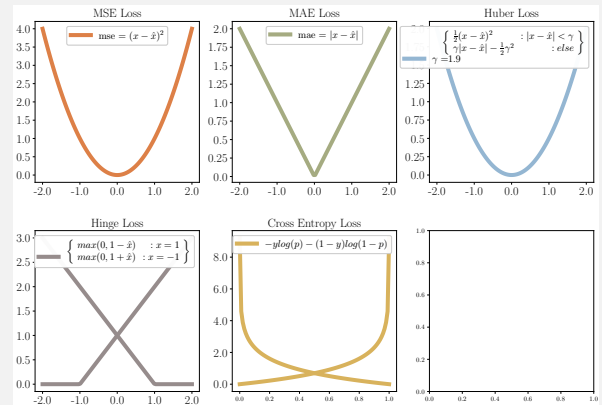 MSE Loss
MAE Loss
Huber Loss
4.0
3.5
3.0
2.5
2.0
1.5
1.0
0.5
0.0
-2.0 -1.0 0.0 1.0 2.0
mse = (x − x̂)²
2.0
1.75
1.5
1.25
1.0
0.75
0.5
0.25
0.0
-2.0 -1.0 0.0 1.0 2.0
mae = |x − x̂|
1.25
1.0
0.75
0.5
0.25
0.0
-2.0 -1.0 0.0 1.0 2.0
{ ½(x − x̂)² : |x − x̂| < γ
γ|x − x̂| − ½γ² : else }
γ =1.9
Hinge Loss
Cross Entropy Loss
3.0
2.5
2.0
1.5
1.0
0.5
0.0
-2.0 -1.0 0.0 1.0 2.0
{ max(0, 1 − x̂) : x = 1
max(0, 1 + x̂) : x = −1 }
8.0
6.0
4.0
2.0
0.0
0.0 0.2 0.4 0.6 0.8 1.0
−ylog(p) − (1 − y)log(1 − p)
1.0
0.8
0.6
0.4
0.2
0.0
0.0 0.2 0.4 0.6 0.8 1.0